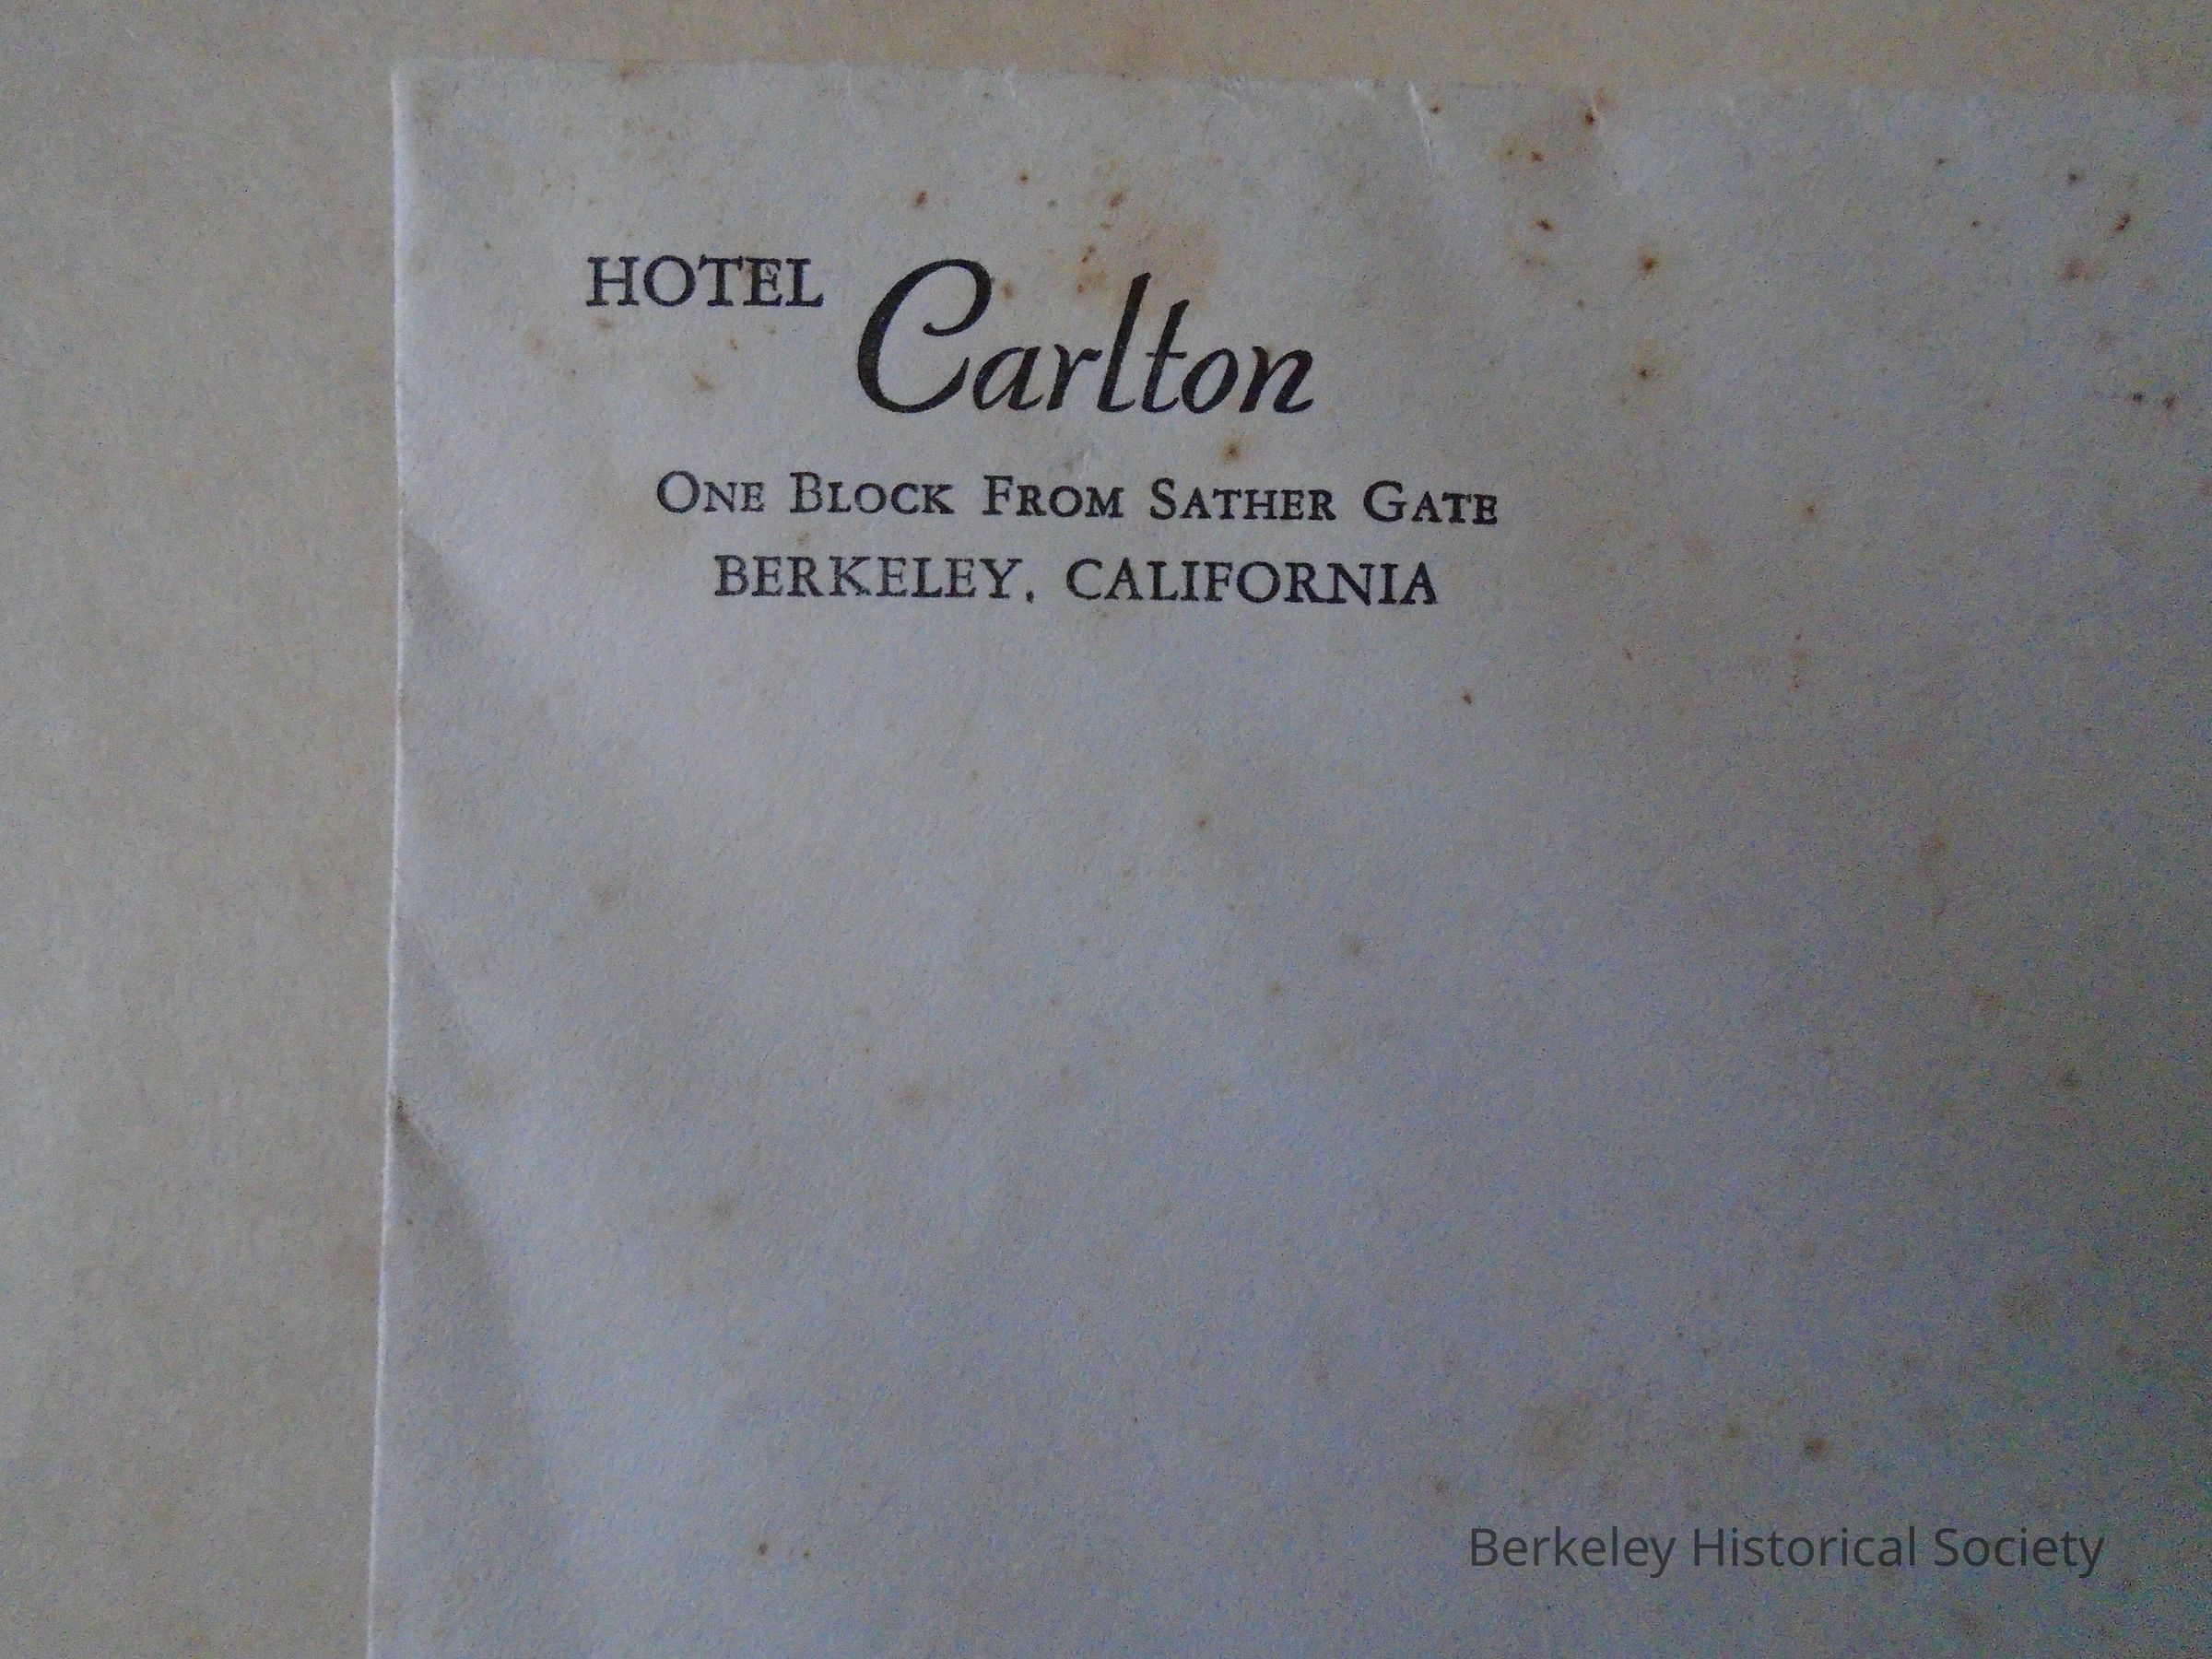 HOTEL Carlton
ONE BLOCK FROM SATHER GATE
BERKELEY, CALIFORNIA
Berkeley Historical Society